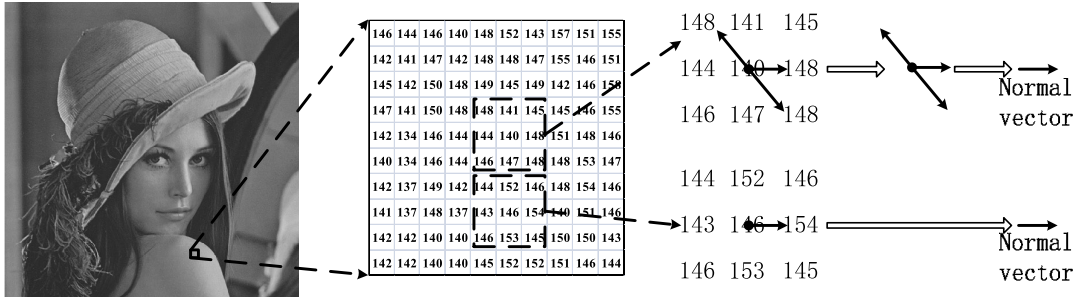 146 144 146 140 148 152 143 157 151 155
142 141 147 142 148 148 147 155 146 151
145 142 150 148 149 145 149 142 146 158
147 141 150 148 148 141 145 145 146 155
142 134 146 144 144 140 148 151 148 146
140 134 146 144 146 147 148 148 153 147
142 137 149 142 144 152 146 148 154 146
141 137 148 137 143 146 154 140 151 146
142 142 140 140 146 153 145 150 150 143
142 142 140 140 145 152 152 151 146 144
148 141 145
144 140 148
146 147 148
Normal
vector
144 152 146
143 146 154
146 153 145
Normal
vector